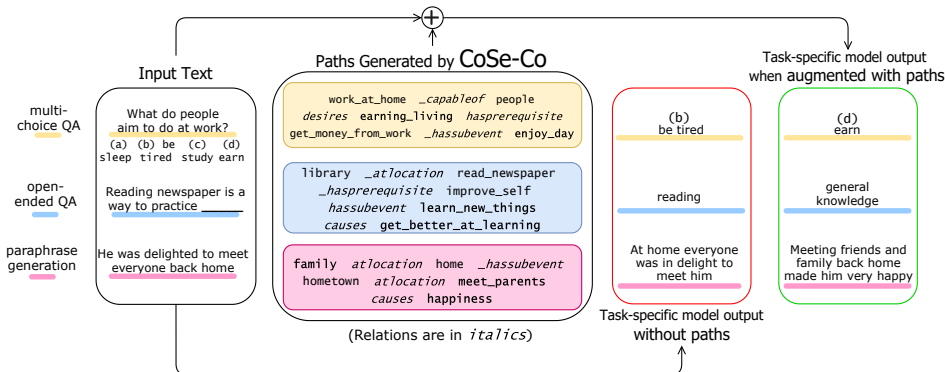 Input Text
Paths Generated by CoSe-Co
Task-specific model output
when augmented with paths
multi-
choice QA
What do people
aim to do at work?
(a) (b) be (c) (d)
sleep tired study earn
work_at_home _capableof people
desires earning_living hasprerequisite
get_money_from_work _hassubevent enjoy_day
(b)
be tired
(d)
earn
open-
ended QA
Reading newspaper is a
way to practice ______
library _atlocation read_newspaper
_hasprerequisite improve_self
hassubevent learn_new_things
causes get_better_at_learning
reading
general
knowledge
paraphrase
generation
He was delighted to meet
everyone back home
family atlocation home _hassubevent
hometown atlocation meet_parents
causes happiness
At home everyone
was in delight to
meet him
Meeting friends and
family back home
made him very happy
(Relations are in italics)
Task-specific model output
without paths